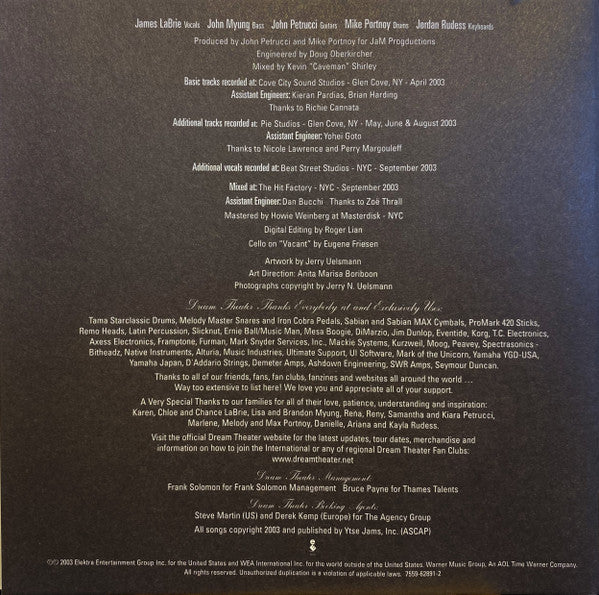 James LaBrie Vocals John Myung Bass John Petrucci Guitars Mike Portnoy Drums Jordan Rudess Keyboards
Produced by John Petrucci and Mike Portnoy for JaM Progductions
Engineered by Doug Oberkircher
Mixed by Kevin "Caveman" Shirley
Basic tracks recorded at: Cove City Sound Studios - Glen Cove, NY - April 2003
Assistant Engineers: Kieran Pardias, Brian Harding
Thanks to Richie Cannata
Additional tracks recorded at: Pie Studios - Glen Cove, NY - May, June & August 2003
Assistant Engineer: Yohei Goto
Thanks to Nicole Lawrence and Perry Margouleff
Additional vocals recorded at: Beat Street Studios - NYC - September 2003
Mixed at: The Hit Factory - NYC - September 2003
Assistant Engineer: Dan Bucchi Thanks to Zoë Thrall
Mastered by Howie Weinberg at Masterdisk - NYC
Digital Editing by Roger Lian
Cello on "Vacant" by Eugene Friesen
Artwork by Jerry Uelsmann
Art Direction: Anita Marisa Boriboon
Photographs copyright by Jerry N. Uelsmann
Dream Theater Thanks Everybody at and Exclusively Uses:
Tama Starclassic Drums, Melody Master Snares and Iron Cobra Pedals, Sabian and Sabian MAX Cymbals, ProMark 420 Sticks,
Remo Heads, Latin Percussion, Slicknut, Ernie Ball/Music Man, Mesa Boogie, DiMarzio, Jim Dunlop, Eventide, Korg, T.C. Electronics,
Axess Electronics, Framptone, Furman, Mark Snyder Services, Inc., Mackie Systems, Kurzweil, Moog, Peavey, Spectrasonics -
Bitheadz, Native Instruments, Alturia, Music Industries, Ultimate Support, UI Software, Mark of the Unicorn, Yamaha YGD-USA,
Yamaha Japan, D'Addario Strings, Demeter Amps, Ashdown Engineering, SWR Amps, Seymour Duncan.
Thanks to all of our friends, fans, fan clubs, fanzines and websites all around the world ...
Way too extensive to list here! We love you and appreciate all of your support.
A Very Special Thanks to our families for all of their love, patience, understanding and inspiration:
Karen, Chloe and Chance LaBrie, Lisa and Brandon Myung, Rena, Reny, Samantha and Kiara Petrucci,
Marlene, Melody and Max Portnoy, Danielle, Ariana and Kayla Rudess.
Visit the official Dream Theater website for the latest updates, tour dates, merchandise and
information on how to join the International or any of regional Dream Theater Fan Clubs:
www.dreamtheater.net
Dream Theater Management:
Frank Solomon for Frank Solomon Management Bruce Payne for Thames Talents
Dream Theater Booking Agents:
Steve Martin (US) and Derek Kemp (Europe) for The Agency Group
All songs copyright 2003 and published by Ytse Jams, Inc. (ASCAP)
℗© 2003 Elektra Entertainment Group Inc. for the United States and WEA International Inc. for the world outside of the United States. Warner Music Group, An AOL Time Warner Company.
All rights reserved. Unauthorized duplication is a violation of applicable laws. 7559-62891-2